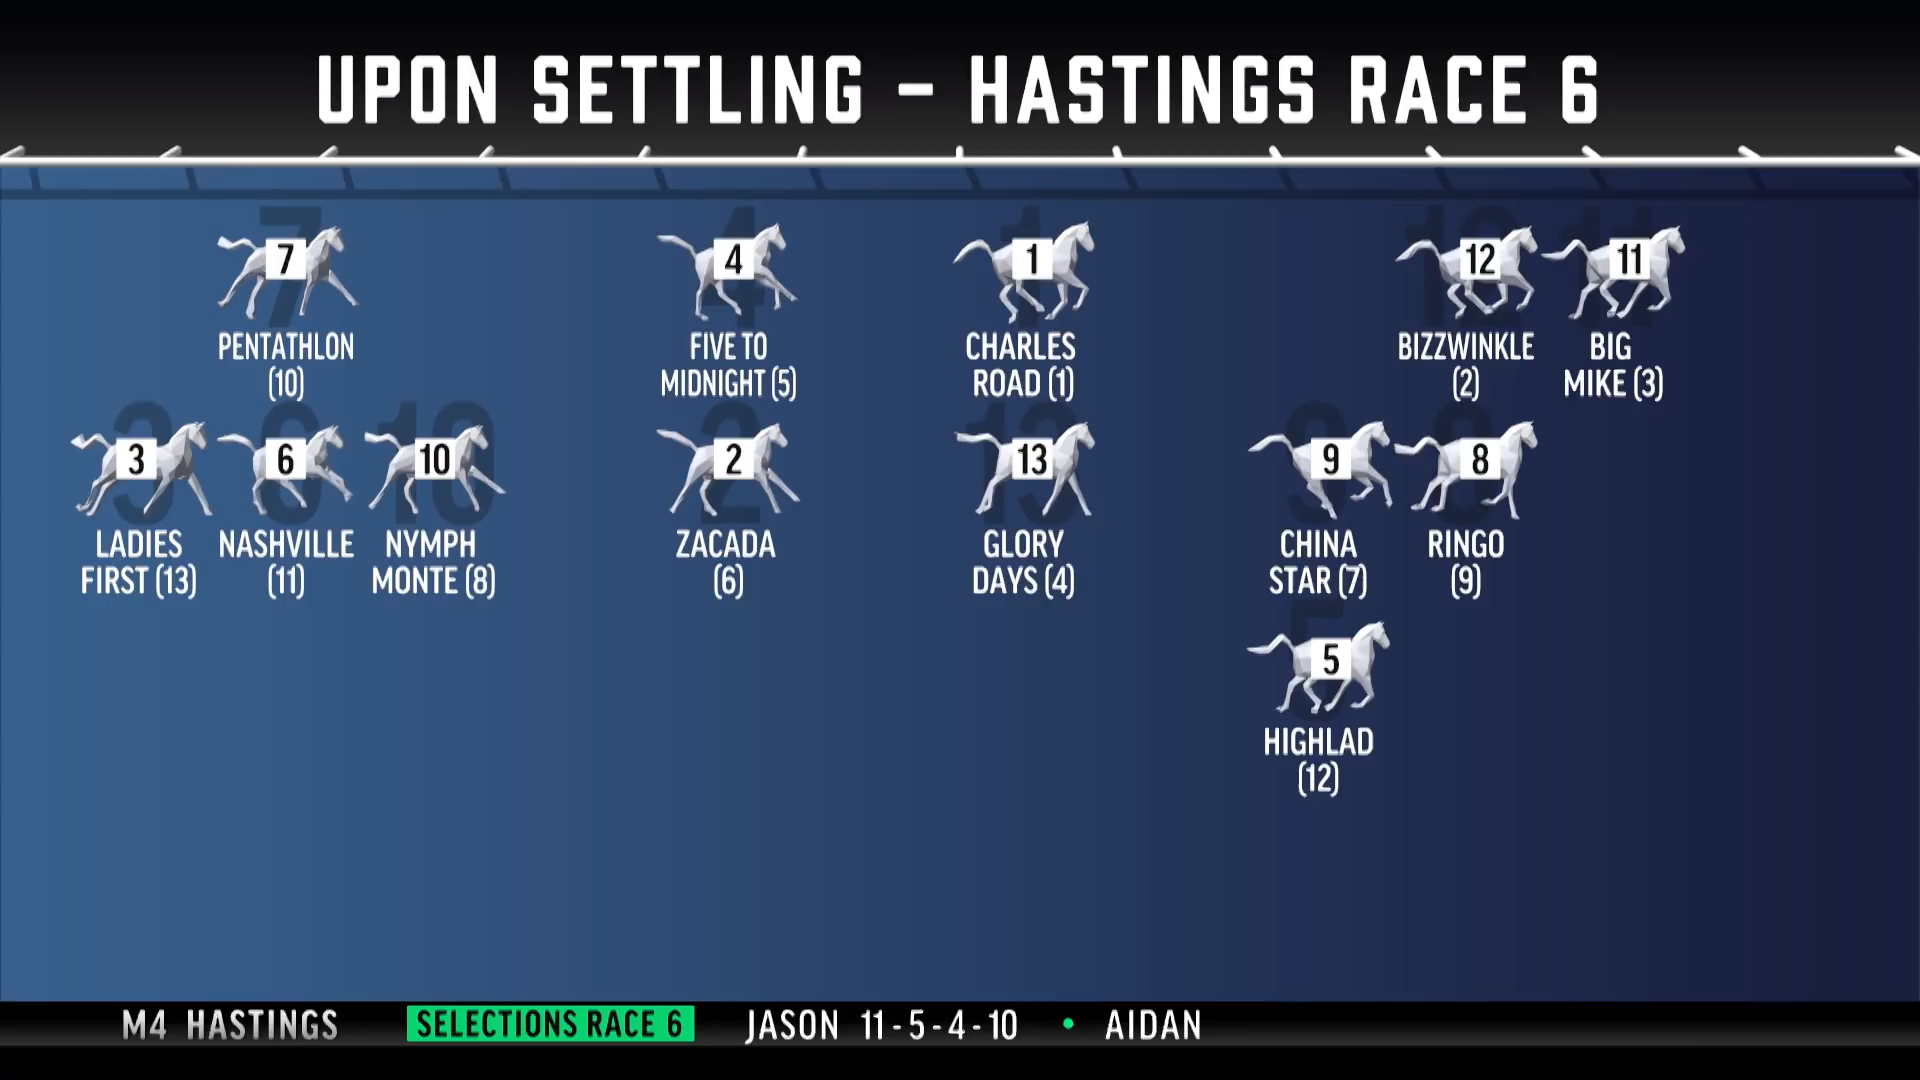 UPON SETTLING - HASTINGS RACE 6
7
4
1
12
11
PENTATHLON
(10)
FIVE TO
MIDNIGHT (5)
CHARLES
ROAD (1)
BIZZWINKLE
(2)
BIG
MIKE (3)
3
6
10
2
13
9
8
LADIES
FIRST (13)
NASHVILLE
(11)
NYMPH
MONTE (8)
ZACADA
(6)
GLORY
DAYS (4)
CHINA
STAR (7)
RINGO
(9)
5
HIGHLAD
(12)
M4 HASTINGS SELECTIONS RACE 6 JASON 11-5-4-10 • AIDAN